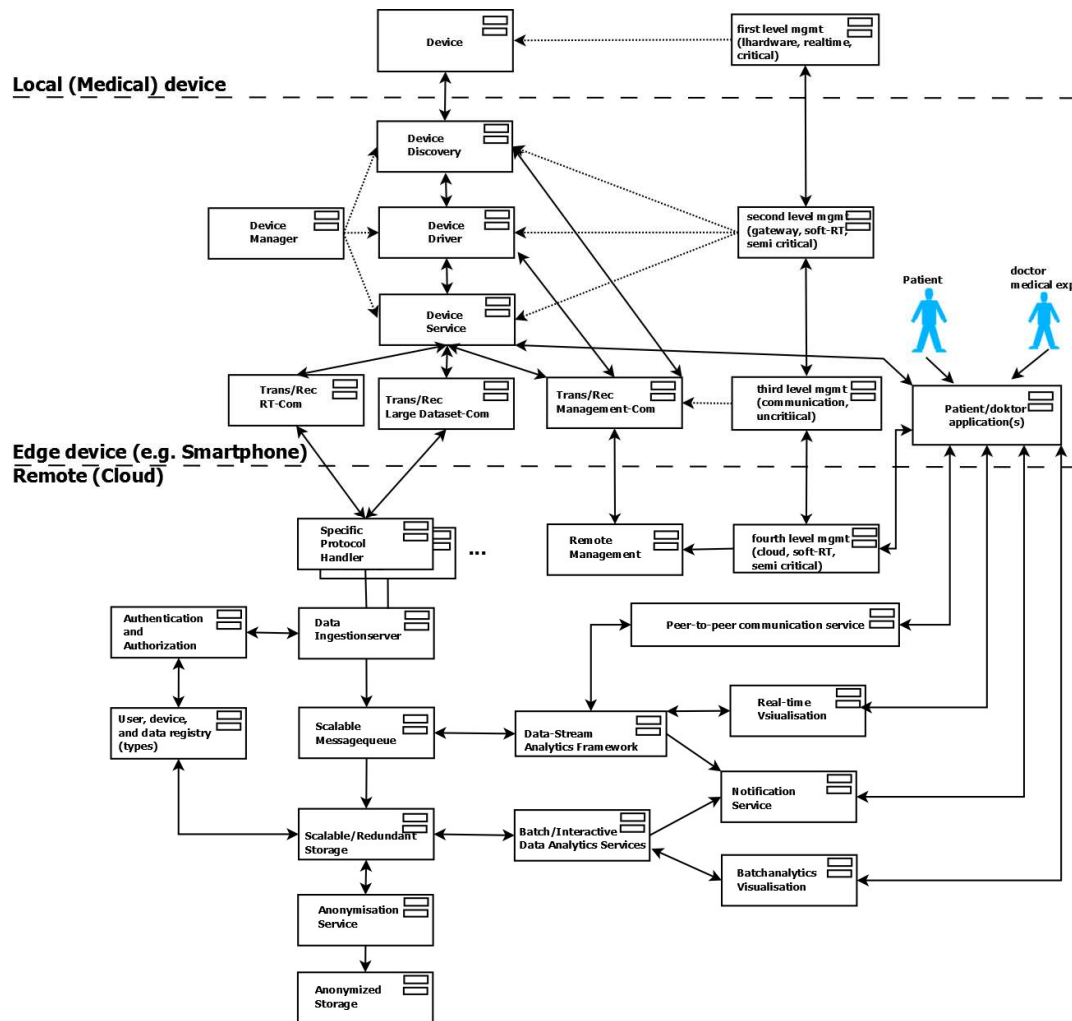 Device
first level mgmt
(lhardware, realtime,
critical)
Local (Medical) device
Device
Discovery
Device
Manager
Device
Driver
second level mgmt
(gateway, soft-RT,
semi critical)
Patient
doctor
medical exp
Device
Service
Trans/Rec
RT-Com
Trans/Rec
Large Dataset-Com
Trans/Rec
Management-Com
third level mgmt
(communication,
uncritiical)
Patient/doktor
application(s)
Edge device (e.g. Smartphone)
Remote (Cloud)
Specific
Protocol
Handler
...
Remote
Management
fourth level mgmt
(cloud, soft-RT,
semi critical)
Authentication
and
Authorization
Data
Ingestionserver
Peer-to-peer communication service
User, device,
and data registry
(types)
Scalable
Messagequeue
Data-Stream
Analytics Framework
Real-time
Vsiualisation
Notification
Service
Scalable/Redundant
Storage
Batch/Interactive
Data Analytics Services
Batchanalytics
Visualisation
Anonymisation
Service
Anonymized
Storage